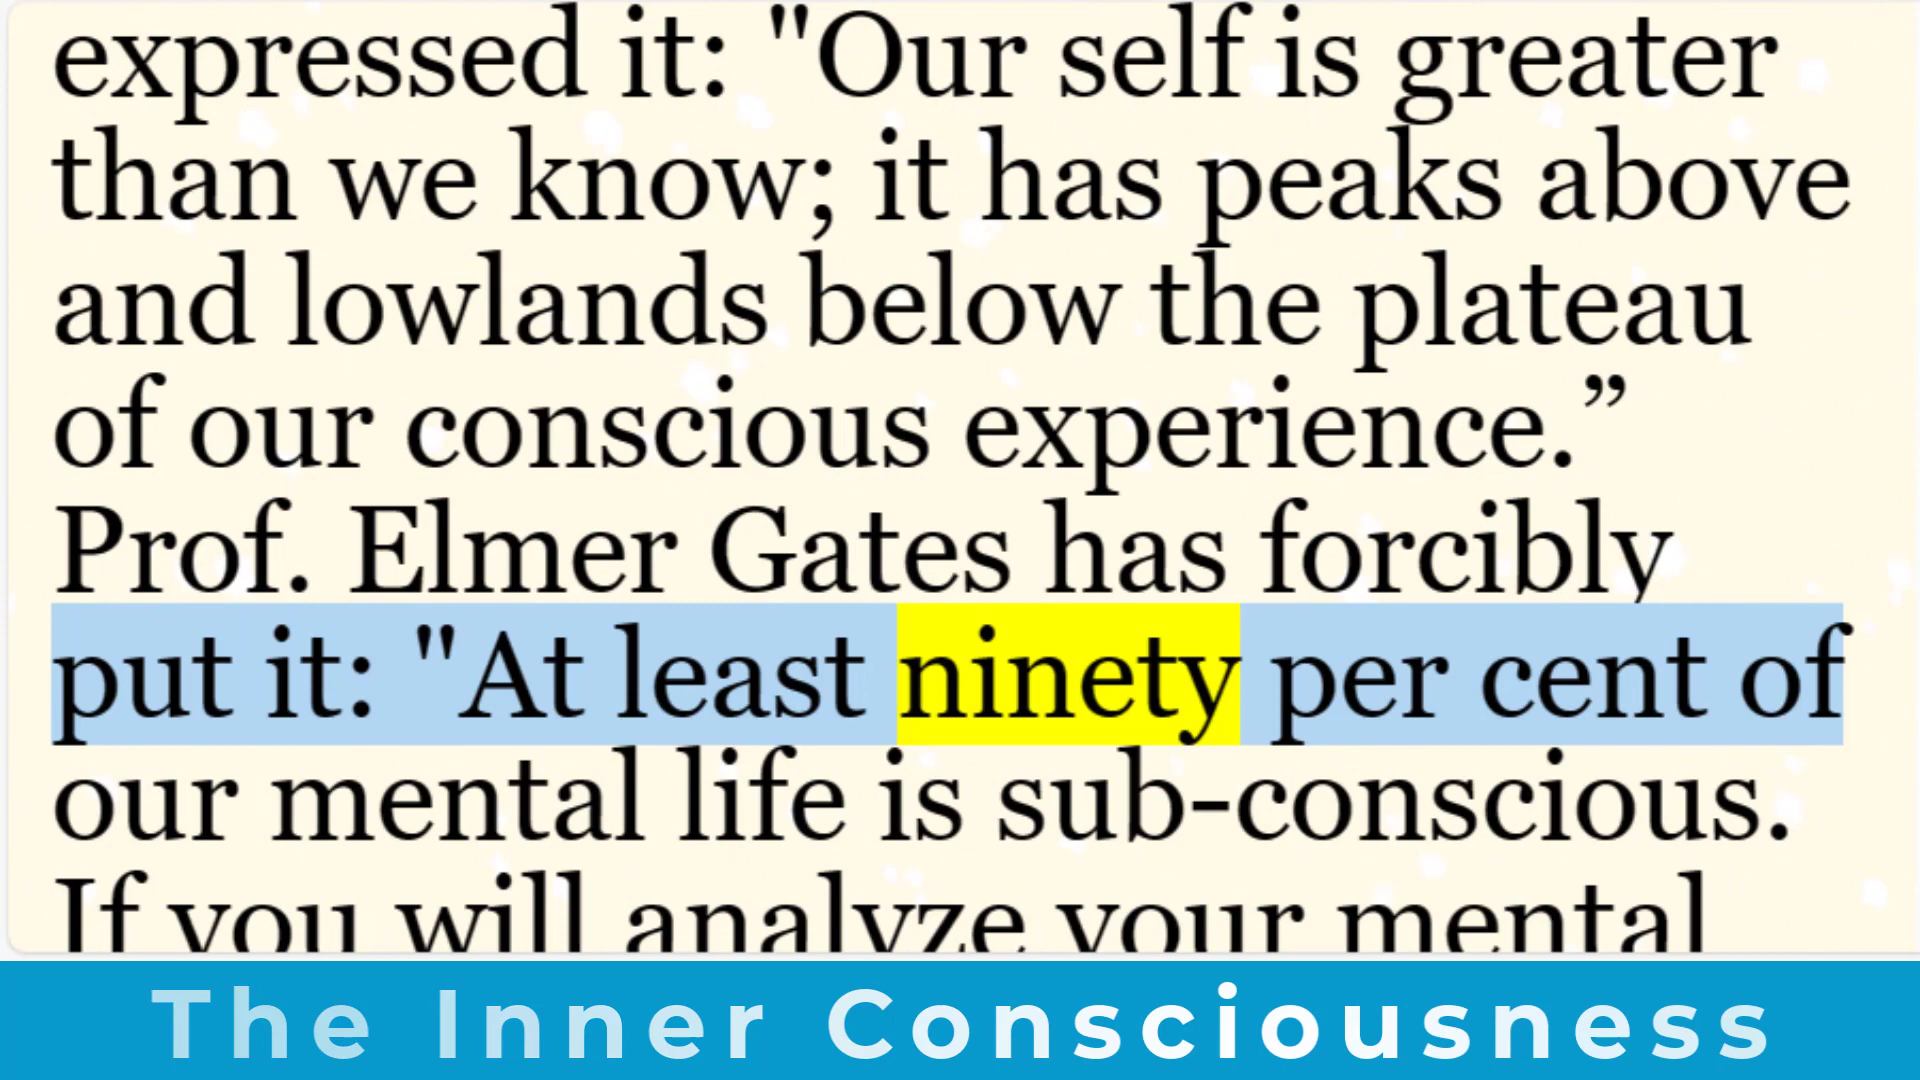 expressed it: "Our self is greater
than we know; it has peaks above
and lowlands below the plateau
of our conscious experience.”
Prof. Elmer Gates has forcibly
put it: "At least ninety per cent of
our mental life is sub-conscious.
If you will analyze your mental
The Inner Consciousness